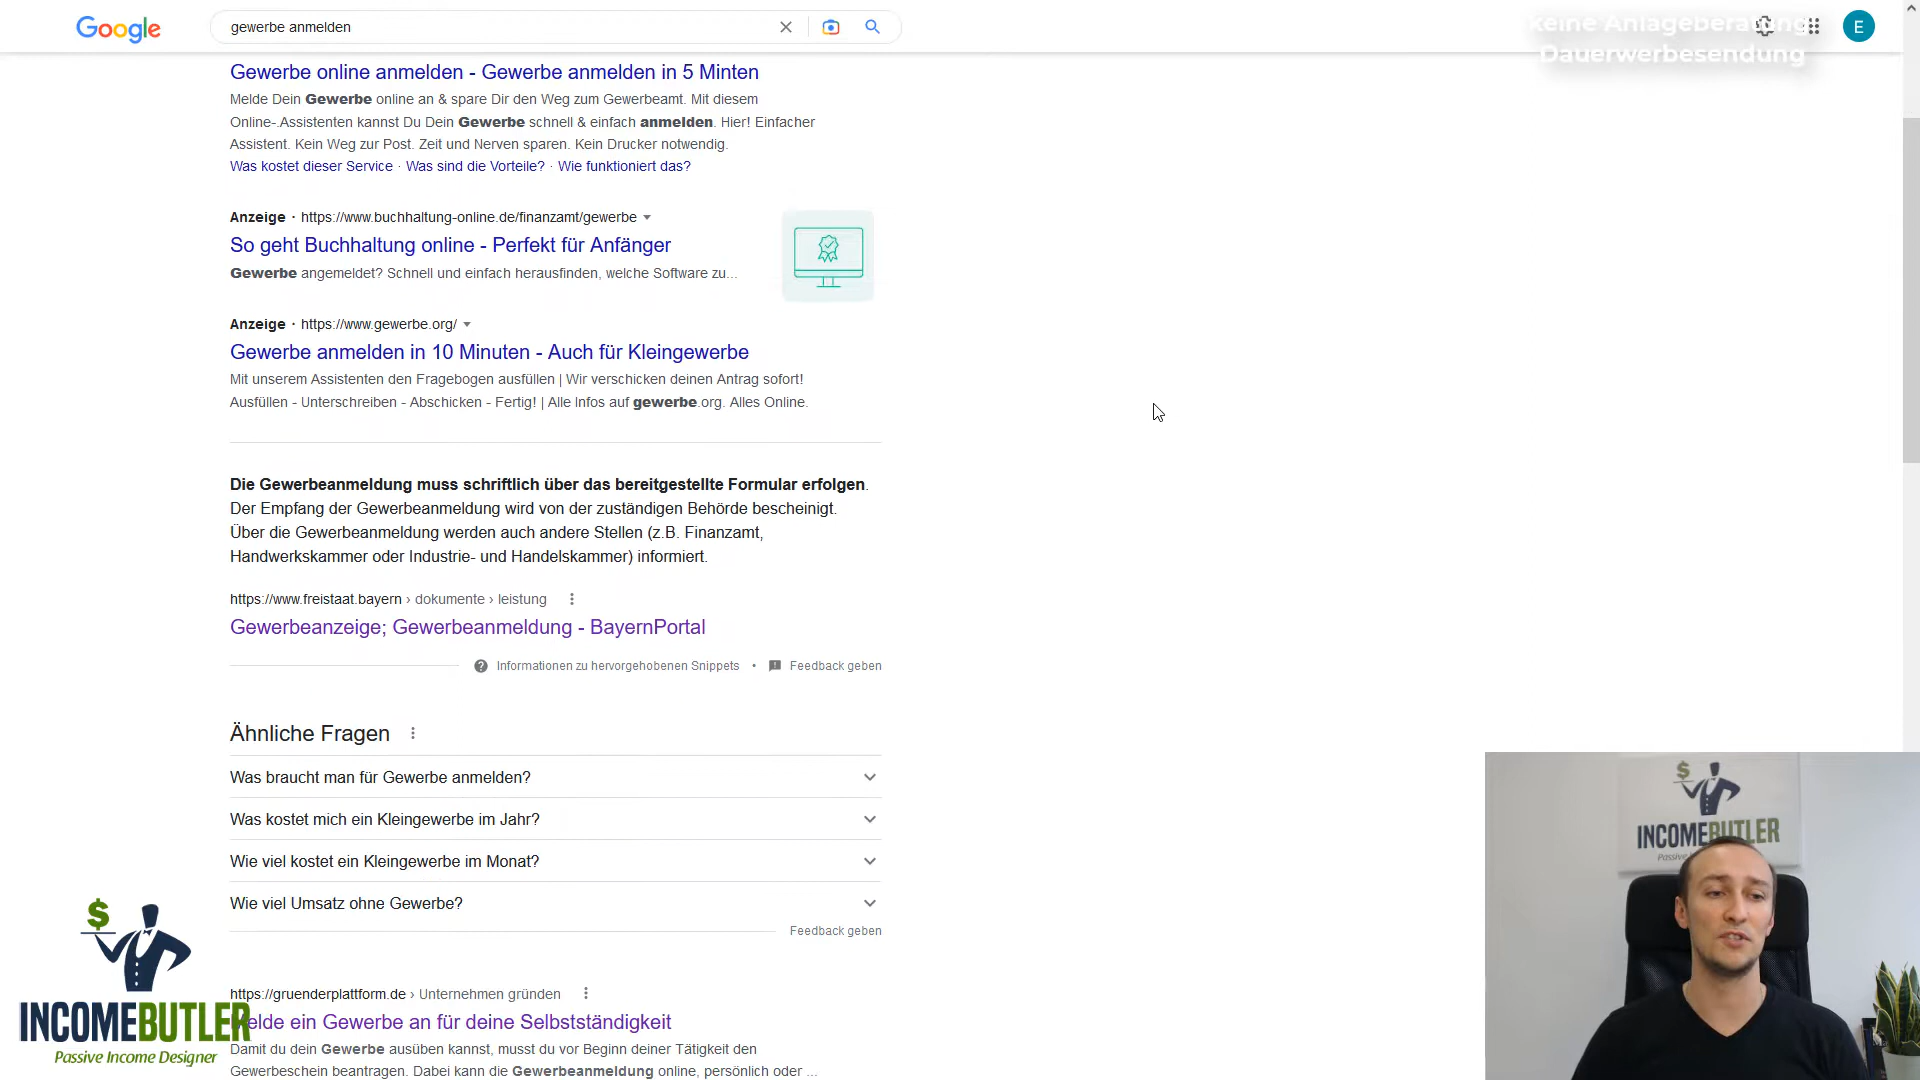 Google
gewerbe anmelden
keine Anlageberatung
Dauerwerbesendung
E
Gewerbe online anmelden - Gewerbe anmelden in 5 Minten
Melde Dein Gewerbe online an & spare Dir den Weg zum Gewerbeamt. Mit diesem
Online-.Assistenten kannst Du Dein Gewerbe schnell & einfach anmelden. Hier! Einfacher
Assistent. Kein Weg zur Post. Zeit und Nerven sparen. Kein Drucker notwendig.
Was kostet dieser Service · Was sind die Vorteile? · Wie funktioniert das?
Anzeige · https://www.buchhaltung-online.de/finanzamt/gewerbe
So geht Buchhaltung online - Perfekt für Anfänger
Gewerbe angemeldet? Schnell und einfach herausfinden, welche Software zu...
Anzeige · https://www.gewerbe.org/
Gewerbe anmelden in 10 Minuten - Auch für Kleingewerbe
Mit unserem Assistenten den Fragebogen ausfüllen | Wir verschicken deinen Antrag sofort!
Ausfüllen - Unterschreiben - Abschicken - Fertig! | Alle Infos auf gewerbe.org. Alles Online.
Die Gewerbeanmeldung muss schriftlich über das bereitgestellte Formular erfolgen.
Der Empfang der Gewerbeanmeldung wird von der zuständigen Behörde bescheinigt.
Über die Gewerbeanmeldung werden auch andere Stellen (z.B. Finanzamt,
Handwerkskammer oder Industrie- und Handelskammer) informiert.
https://www.freistaat.bayern › dokumente › leistung
Gewerbeanzeige; Gewerbeanmeldung - BayernPortal
Informationen zu hervorgehobenen Snippets • Feedback geben
Ähnliche Fragen
Was braucht man für Gewerbe anmelden?
Was kostet mich ein Kleingewerbe im Jahr?
Wie viel kostet ein Kleingewerbe im Monat?
Wie viel Umsatz ohne Gewerbe?
Feedback geben
https://gruenderplattform.de › Unternehmen gründen
elde ein Gewerbe an für deine Selbstständigkeit
Damit du dein Gewerbe ausüben kannst, musst du vor Beginn deiner Tätigkeit den
Gewerbeschein beantragen. Dabei kann die Gewerbeanmeldung online, persönlich oder ...
$
INCOMEBUTLER
Passive Income Designer
$
INCOMEBUTLER